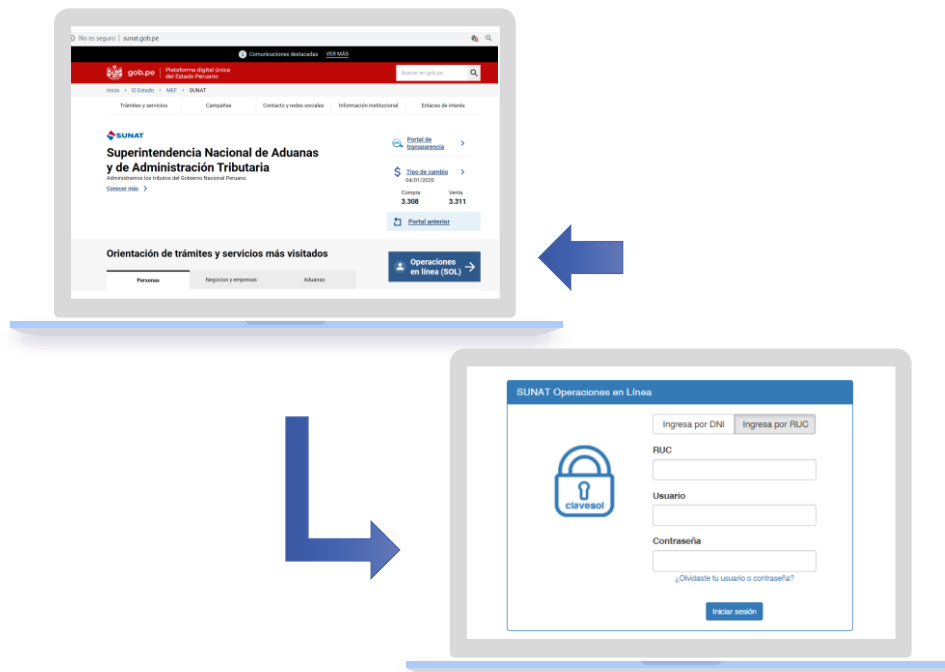 No es seguro | sunat.gob.pe
Comunicaciones destacadas VER MÁS
gob.pe | Plataforma digital única
del Estado Peruano
Buscar en gob.pe
Inicio > El Estado > MEF > SUNAT
Trámites y servicios Campañas Contacto y redes sociales Información institucional Enlaces de interés
SUNAT
Superintendencia Nacional de Aduanas
y de Administración Tributaria
Administramos los tributos del Gobierno Nacional Peruano.
Conocer más >
Portal de
transparencia >
Tipo de cambio >
04/01/2020
Compra Venta
3.308 3.311
Portal anterior
Orientación de trámites y servicios más visitados
Operaciones
en línea (SOL)
Personas Negocios y empresas Aduanas
SUNAT Operaciones en Línea
Ingresa por DNI Ingresa por RUC
RUC
clavesol
Usuario
Contraseña
¿Olvidaste tu usuario o contraseña?
Iniciar sesión